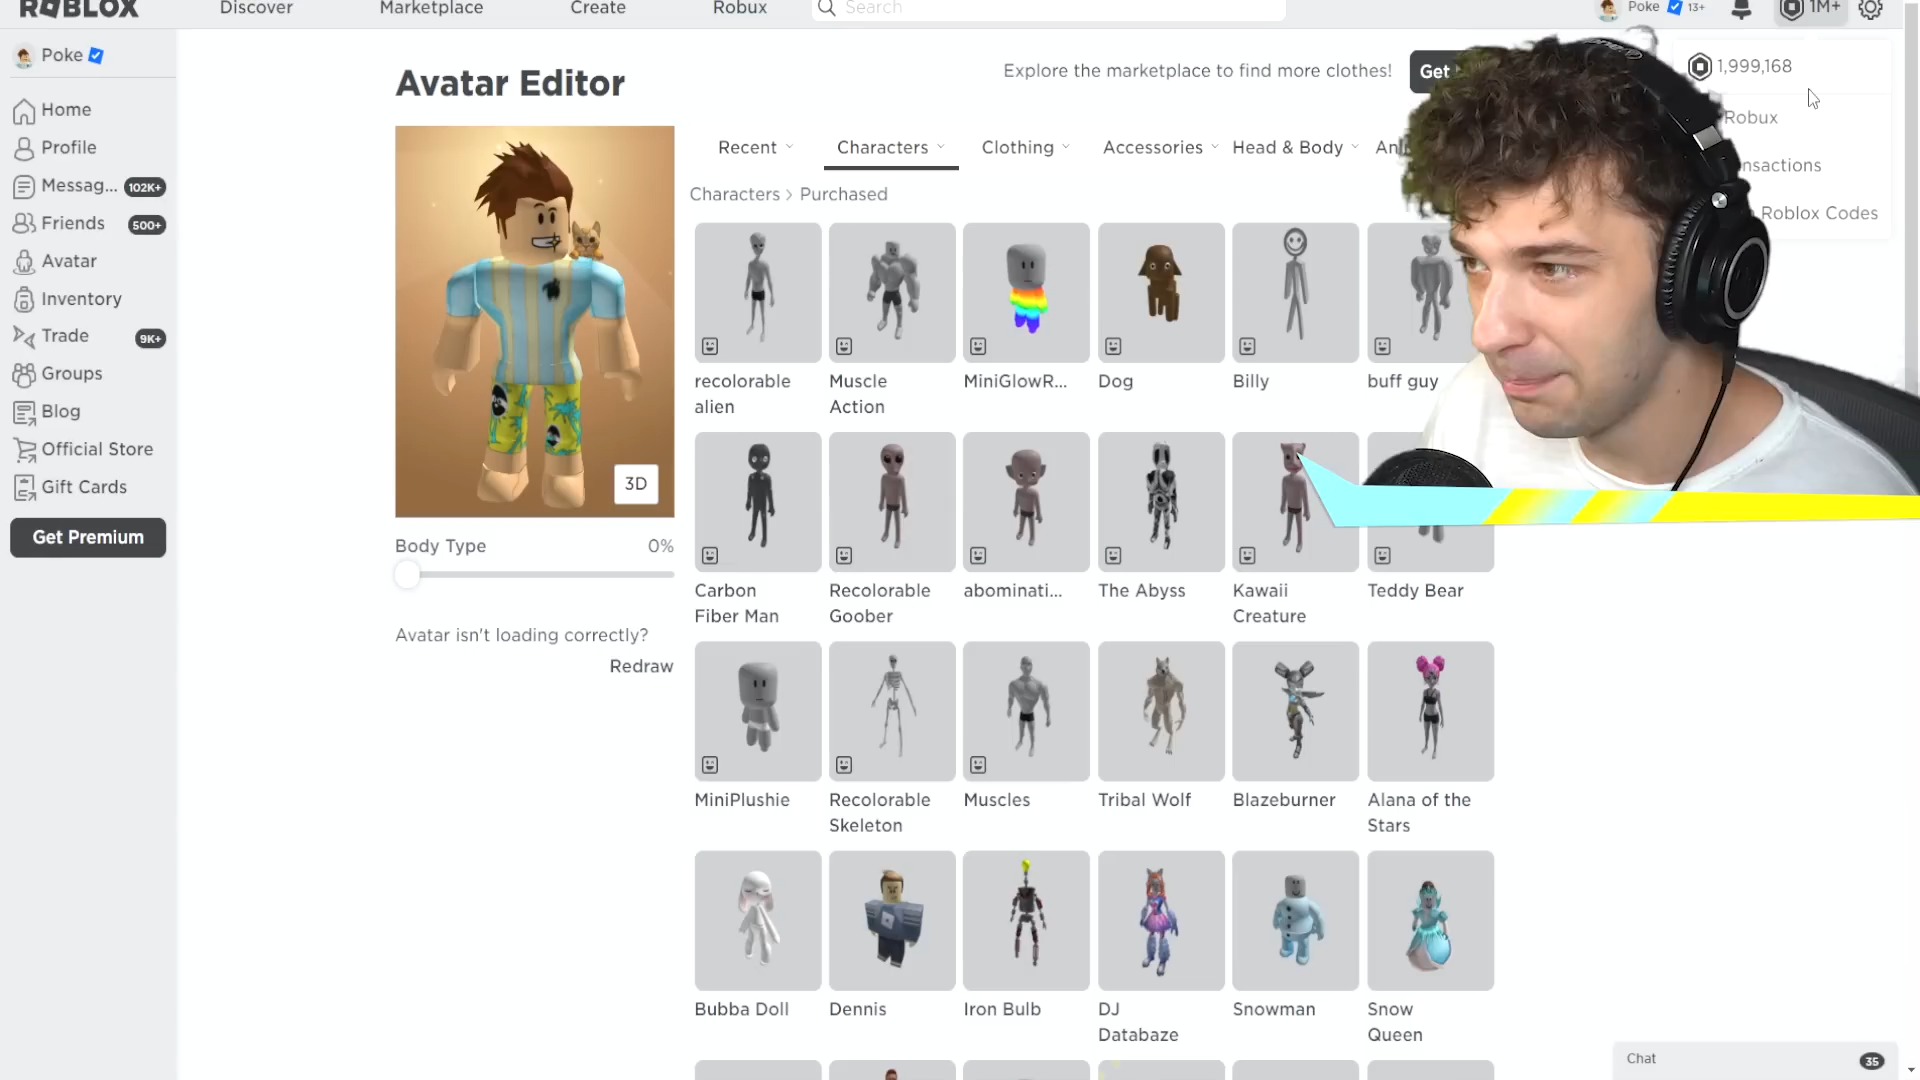 ROBLOX
Discover
Marketplace
Create
Robux
Search
Poke
13+
1M+
Poke
Home
Profile
Messag...
102K+
Friends
500+
Avatar
Inventory
Trade
9K+
Groups
Blog
Official Store
Gift Cards
Get Premium
Avatar Editor
Explore the marketplace to find more clothes!
Get
1,999,168
Robux
nsactions
Roblox Codes
Recent
Characters
Clothing
Accessories
Head & Body
Ani
Characters > Purchased
3D
Body Type
0%
Avatar isn't loading correctly?
Redraw
recolorable
alien
Muscle
Action
MiniGlowR...
Dog
Billy
buff guy
Carbon
Fiber Man
Recolorable
Goober
abominati...
The Abyss
Kawaii
Creature
Teddy Bear
MiniPlushie
Recolorable
Skeleton
Muscles
Tribal Wolf
Blazeburner
Alana of the
Stars
Bubba Doll
Dennis
Iron Bulb
DJ
Databaze
Snowman
Snow
Queen
Chat
35